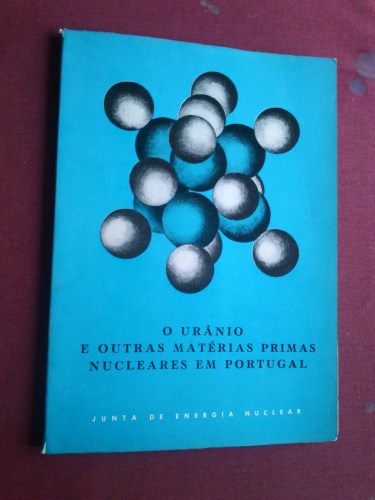 O URÂNIO
E OUTRAS MATÉRIAS PRIMAS
NUCLEARES EM PORTUGAL
JUNTA DE ENERGIA NUCLEAR